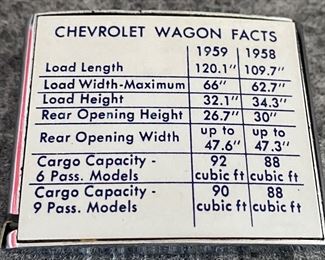 CHEVROLET WAGON FACTS
1959 1958
Load Length 120.1" 109.7"
Load Width-Maximum 66" 62.7"
Load Height 32.1" 34.3"
Rear Opening Height 26.7" 30"
Rear Opening Width up to 47.6" up to 47.3"
Cargo Capacity - 6 Pass. Models 92 cubic ft 88 cubic ft
Cargo Capacity - 9 Pass. Models 90 cubic ft 88 cubic ft